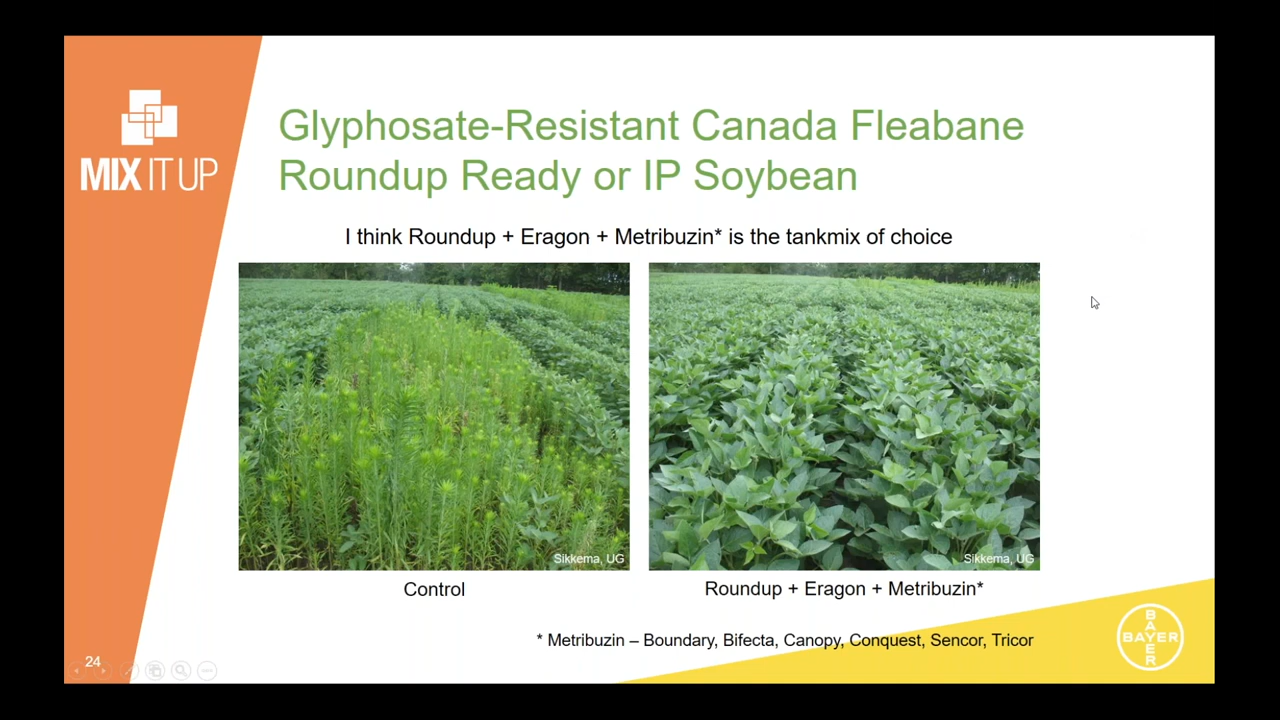 MIX IT UP
Glyphosate-Resistant Canada Fleabane
Roundup Ready or IP Soybean
I think Roundup + Eragon + Metribuzin* is the tankmix of choice
Sikkema, UG
Sikkema, UG
Control
Roundup + Eragon + Metribuzin*
* Metribuzin – Boundary, Bifecta, Canopy, Conquest, Sencor, Tricor
BAYER
BAYER
24